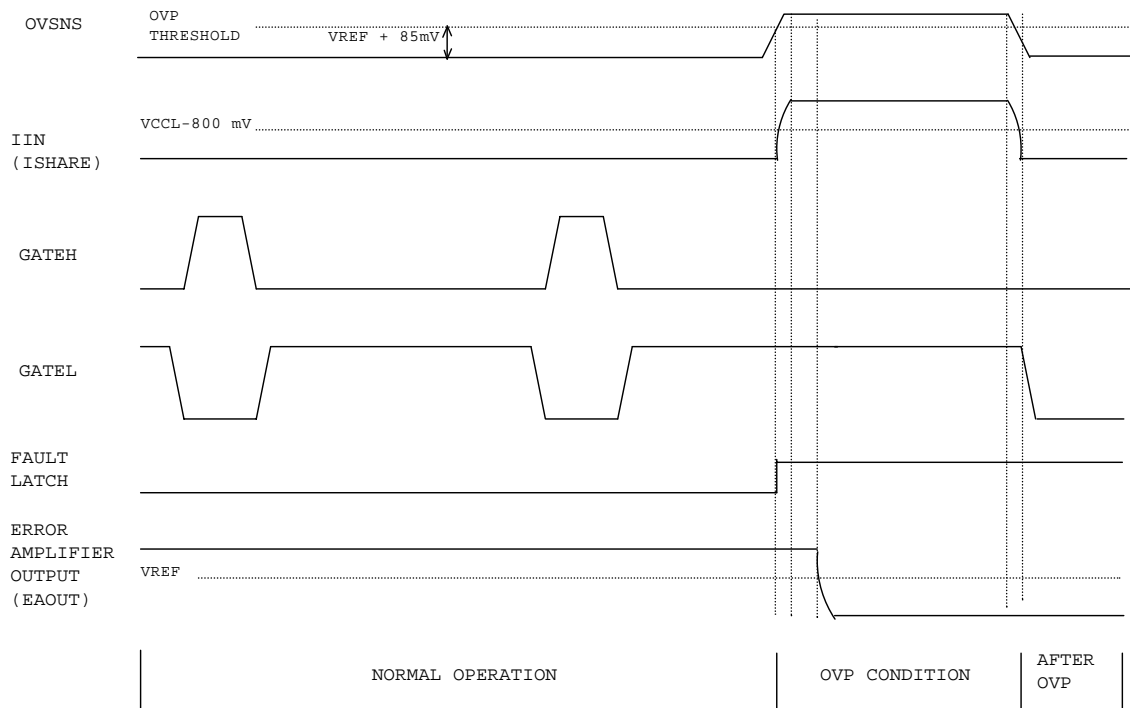 OVSNS
OVP
THRESHOLD
VREF + 85mV
VCCL-800 mV
IIN
(ISHARE)
GATEH
GATEL
FAULT
LATCH
ERROR
AMPLIFIER
OUTPUT
(EAOUT)
VREF
NORMAL OPERATION
OVP CONDITION
AFTER
OVP